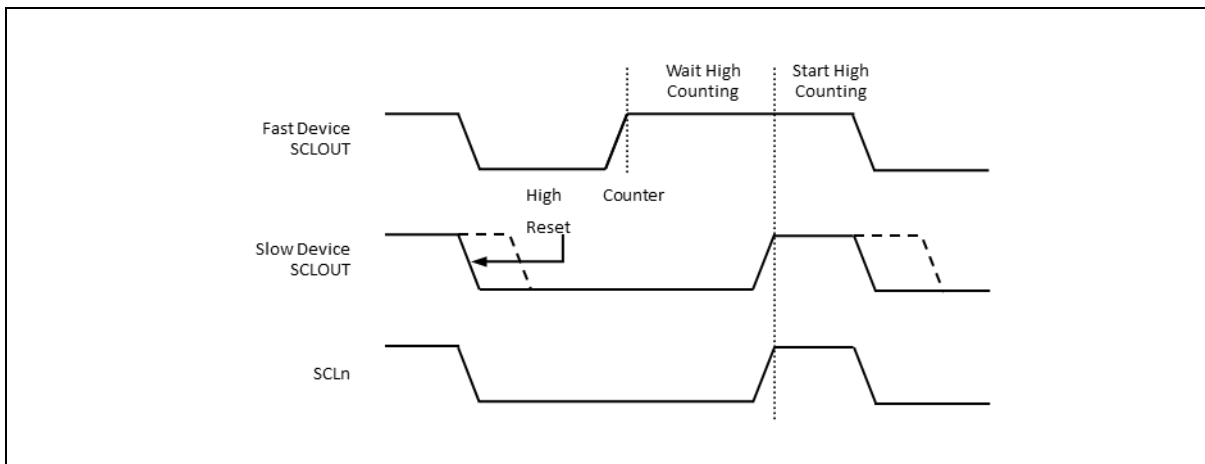 Wait High
Counting
Start High
Counting
Fast Device
SCLOUT
High Counter
Reset
Slow Device
SCLOUT
SCLn